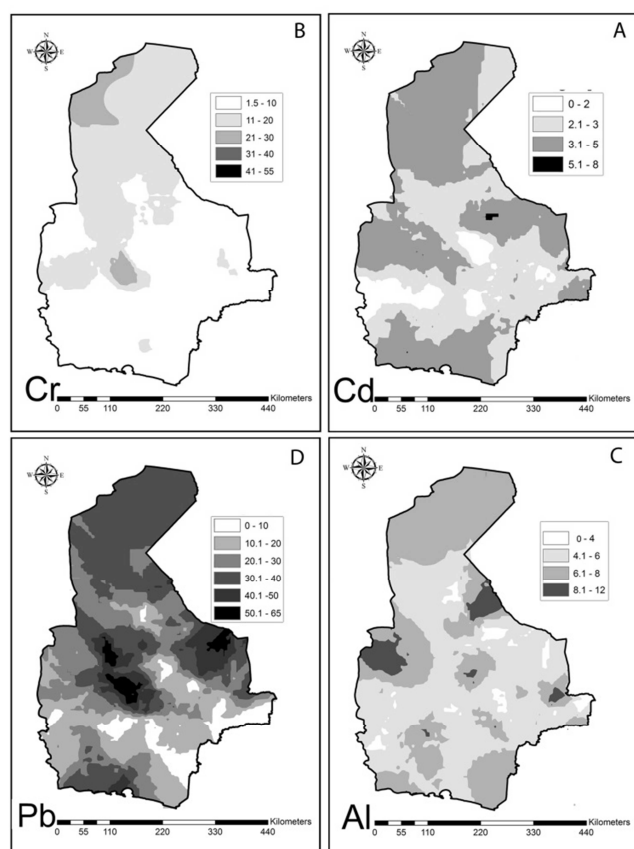 B
N
W E
S
1.5 - 10
11 - 20
21 - 30
31 - 40
41 - 55
Cr
Kilometers
0 55 110 220 330 440
A
N
W E
S
0 - 2
2.1 - 3
3.1 - 5
5.1 - 8
Cd
Kilometers
0 55 110 220 330 440
D
N
W E
S
0 - 10
10.1 - 20
20.1 - 30
30.1 - 40
40.1 -50
50.1 - 65
Pb
Kilometers
0 55 110 220 330 440
C
N
W E
S
0 - 4
4.1 - 6
6.1 - 8
8.1 - 12
Al
Kilometers
0 55 110 220 330 440